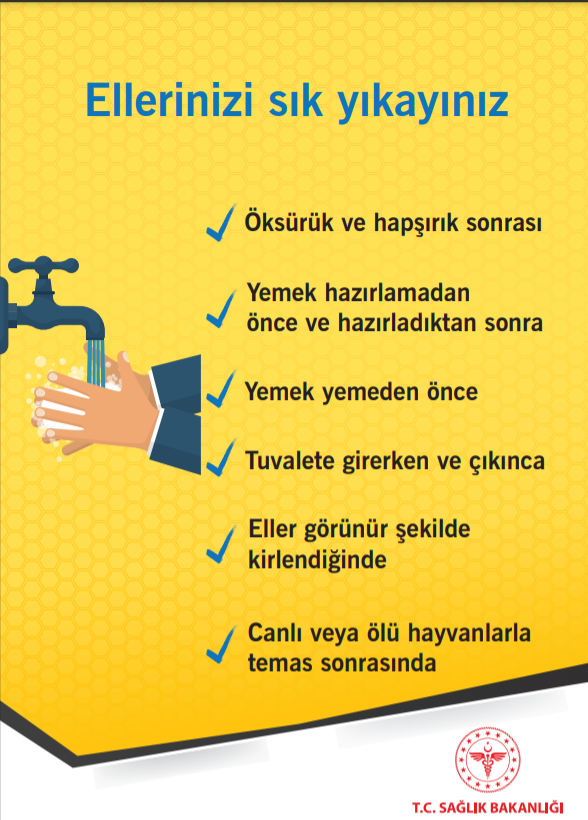 Ellerinizi sık yıkayınız
Öksürük ve hapşırık sonrası
Yemek hazırlamadan
önce ve hazırladıktan sonra
Yemek yemeden önce
Tuvalete girerken ve çıkınca
Eller görünür şekilde
kirlendiğinde
Canlı veya ölü hayvanlarla
temas sonrasında
T.C. SAĞLIK BAKANLIĞI